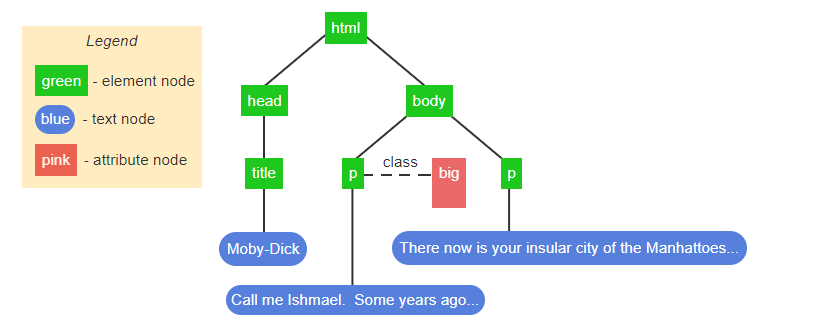 Legend
green - element node
blue - text node
pink - attribute node
html
head
body
title
p
class
big
p
Moby-Dick
There now is your insular city of the Manhattoes...
Call me Ishmael.  Some years ago...